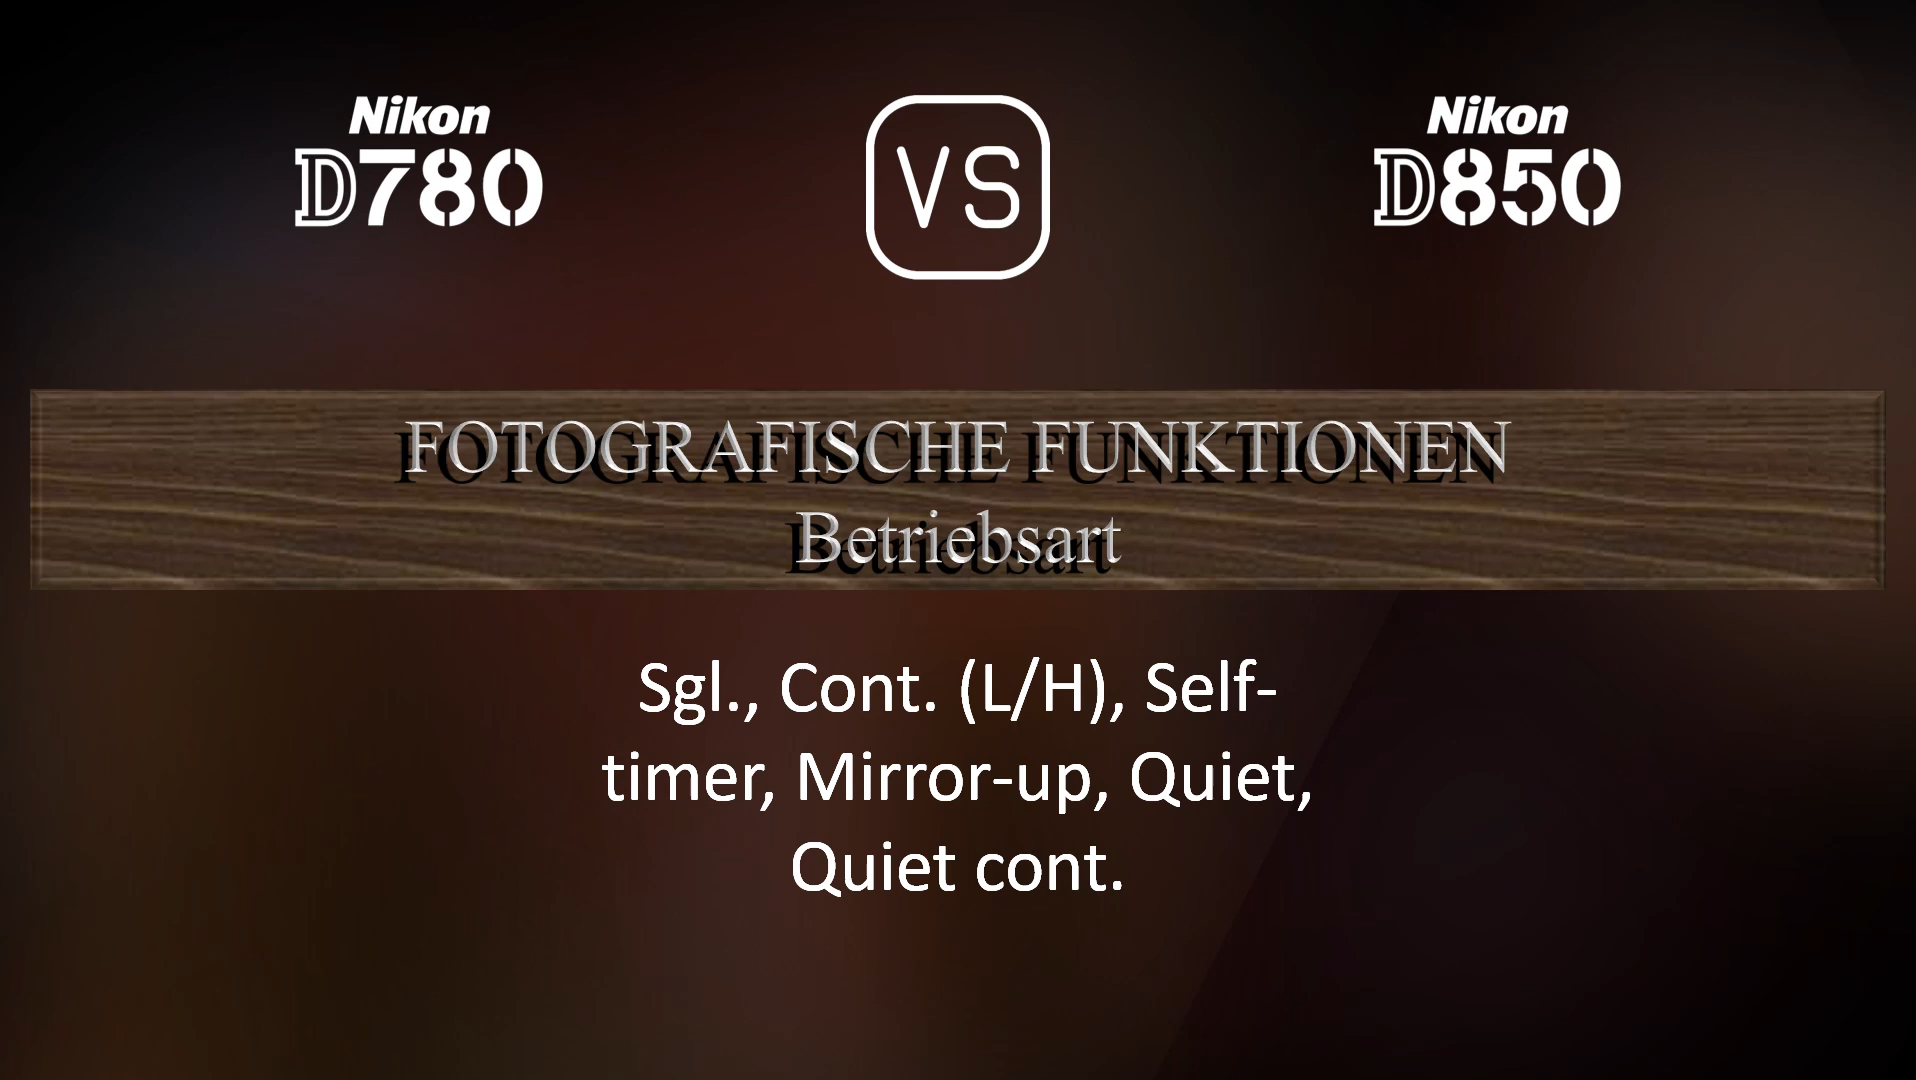 Nikon
D780
VS
Nikon
D850
FOTOGRAFISCHE FUNKTIONEN
Betriebsart
Sgl., Cont. (L/H), Self-
timer, Mirror-up, Quiet,
Quiet cont.